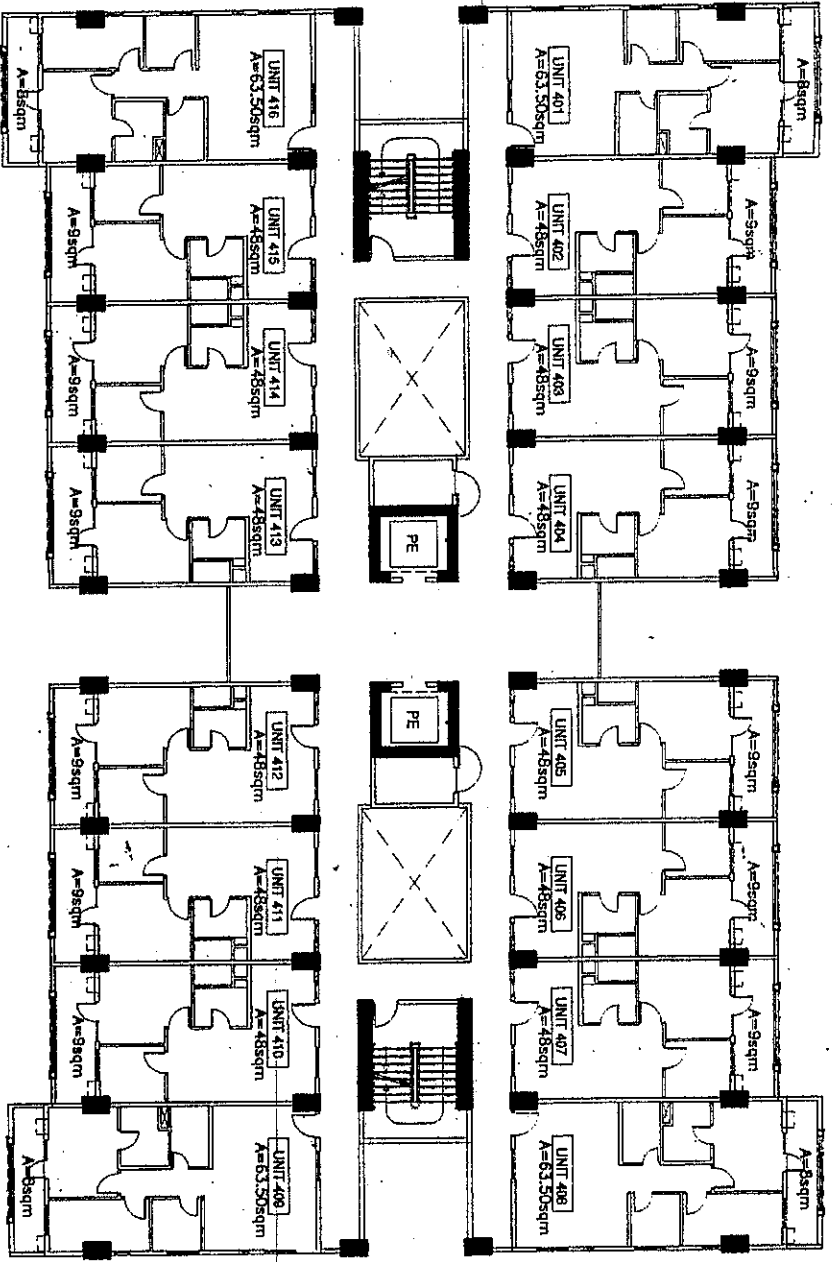 UNIT 401
A=63.50sqm
A=8sqm
UNIT 402
A=48sqm
A=9sqm
UNIT 403
A=48sqm
A=9sqm
UNIT 404
A=48sqm
A=9sqm
UNIT 405
A=48sqm
A=9sqm
UNIT 406
A=48sqm
A=9sqm
UNIT 407
A=48sqm
A=9sqm
UNIT 408
A=63.50sqm
A=8sqm
PE
PE
UNIT 416
A=63.50sqm
A=8sqm
UNIT 415
A=48sqm
A=9sqm
UNIT 414
A=48sqm
A=9sqm
UNIT 413
A=48sqm
A=9sqm
UNIT 412
A=48sqm
A=9sqm
UNIT 411
A=48sqm
A=9sqm
UNIT 410
A=48sqm
A=9sqm
UNIT 409
A=63.50sqm
A=8sqm